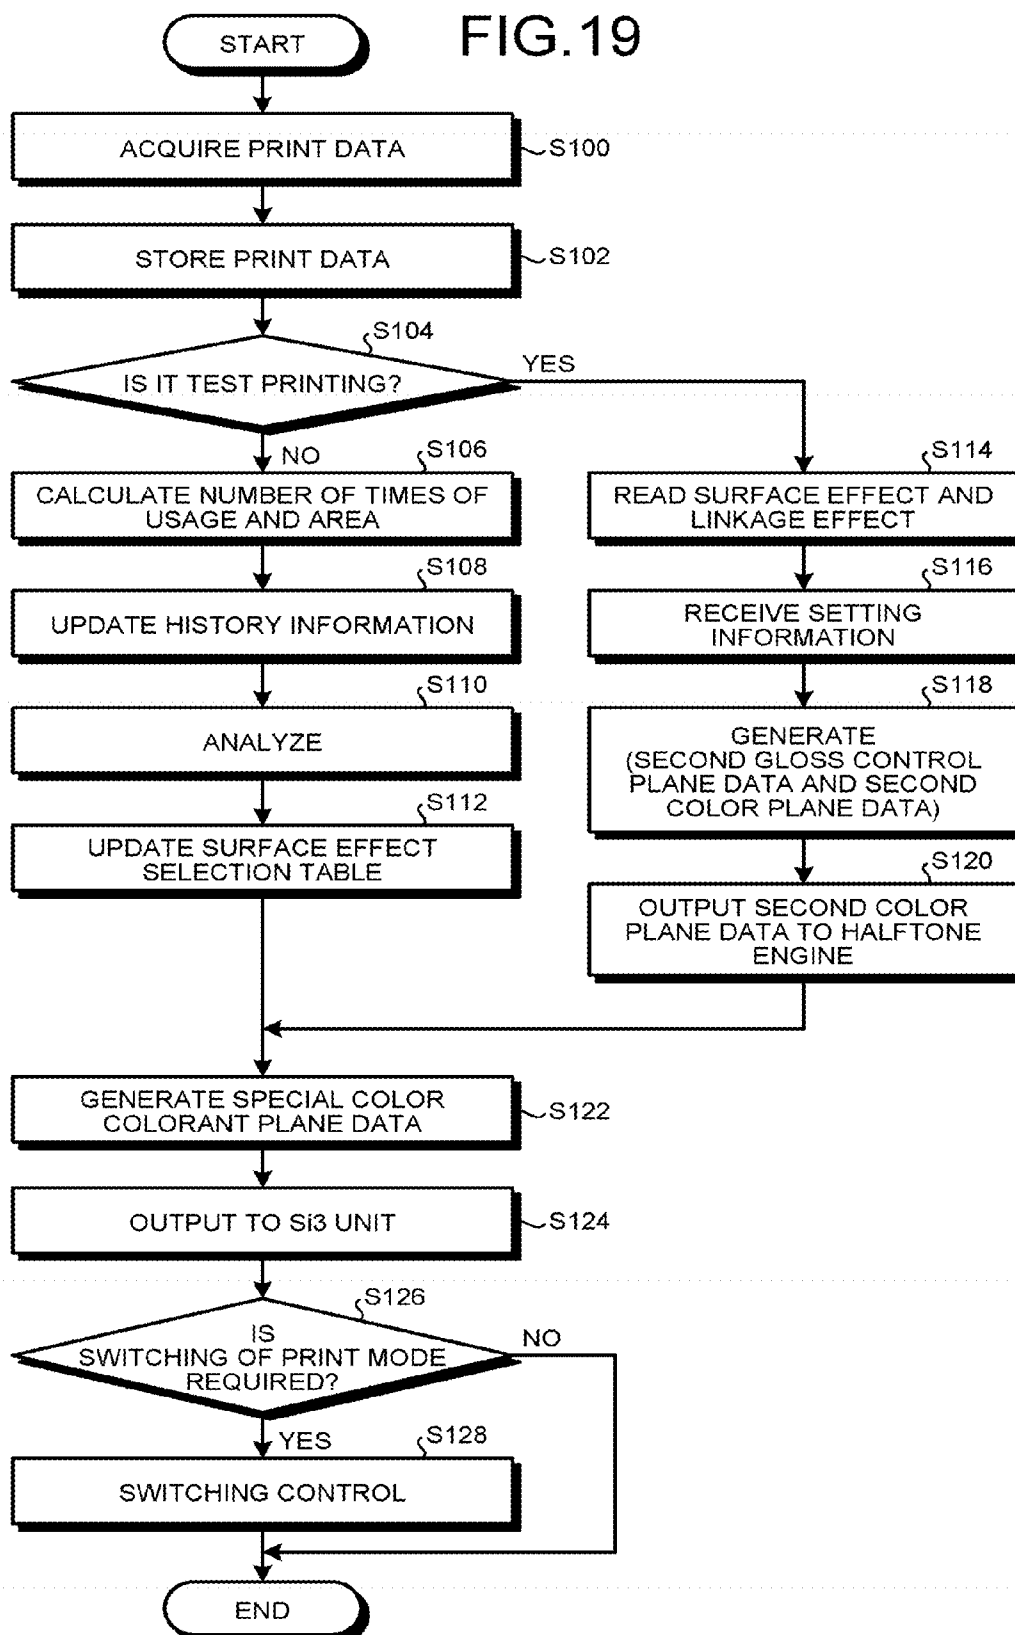 FIG.19
START
ACQUIRE PRINT DATA
S100
STORE PRINT DATA
S102
S104
IS IT TEST PRINTING?
YES
NO
S106
CALCULATE NUMBER OF TIMES OF
USAGE AND AREA
S108
UPDATE HISTORY INFORMATION
S110
ANALYZE
S112
UPDATE SURFACE EFFECT
SELECTION TABLE
S114
READ SURFACE EFFECT AND
LINKAGE EFFECT
S116
RECEIVE SETTING
INFORMATION
S118
GENERATE
(SECOND GLOSS CONTROL
PLANE DATA AND SECOND
COLOR PLANE DATA)
S120
OUTPUT SECOND COLOR
PLANE DATA TO HALFTONE
ENGINE
GENERATE SPECIAL COLOR
COLORANT PLANE DATA
S122
OUTPUT TO Si3 UNIT
S124
S126
IS
SWITCHING OF PRINT MODE
REQUIRED?
NO
YES
S128
SWITCHING CONTROL
END